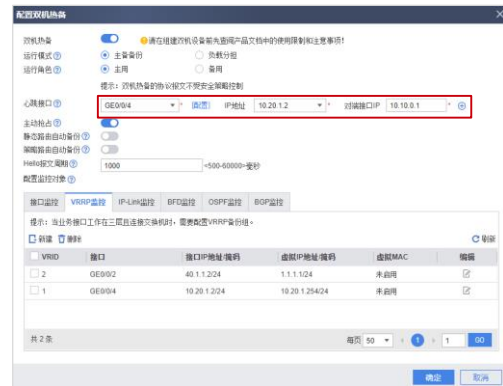 配置双机热备
双机热备 请在组建双机设备前先查阅产品文档中的使用限制和注意事项!
运行模式 主备备份 负载分担
运行角色 主用 备用
提示: 双机热备的协议报文不受安全策略控制
心跳接口 GE0/0/4 * [配置] IP地址 10.20.1.2 * 对端接口IP 10.10.0.1 *
主动抢占
静态路由自动备份
策略路由自动备份
Hello报文周期 1000 <500-60000>毫秒
配置监控对象
接口监控 VRRP监控 IP-Link监控 BFD监控 OSPF监控 BGP监控
提示: 当业务接口工作在三层且连接交换机时, 需要配置VRRP备份组。
新建 删除 刷新
VRID 接口 接口IP地址/掩码 虚拟IP地址/掩码 虚拟MAC 编辑
2 GE0/0/2 40.1.1.2/24 1.1.1.1/24 未启用
1 GE0/0/4 10.20.1.2/24 10.20.1.254/24 未启用
共 2 条 每页 50 1 1 GO
确定 取消